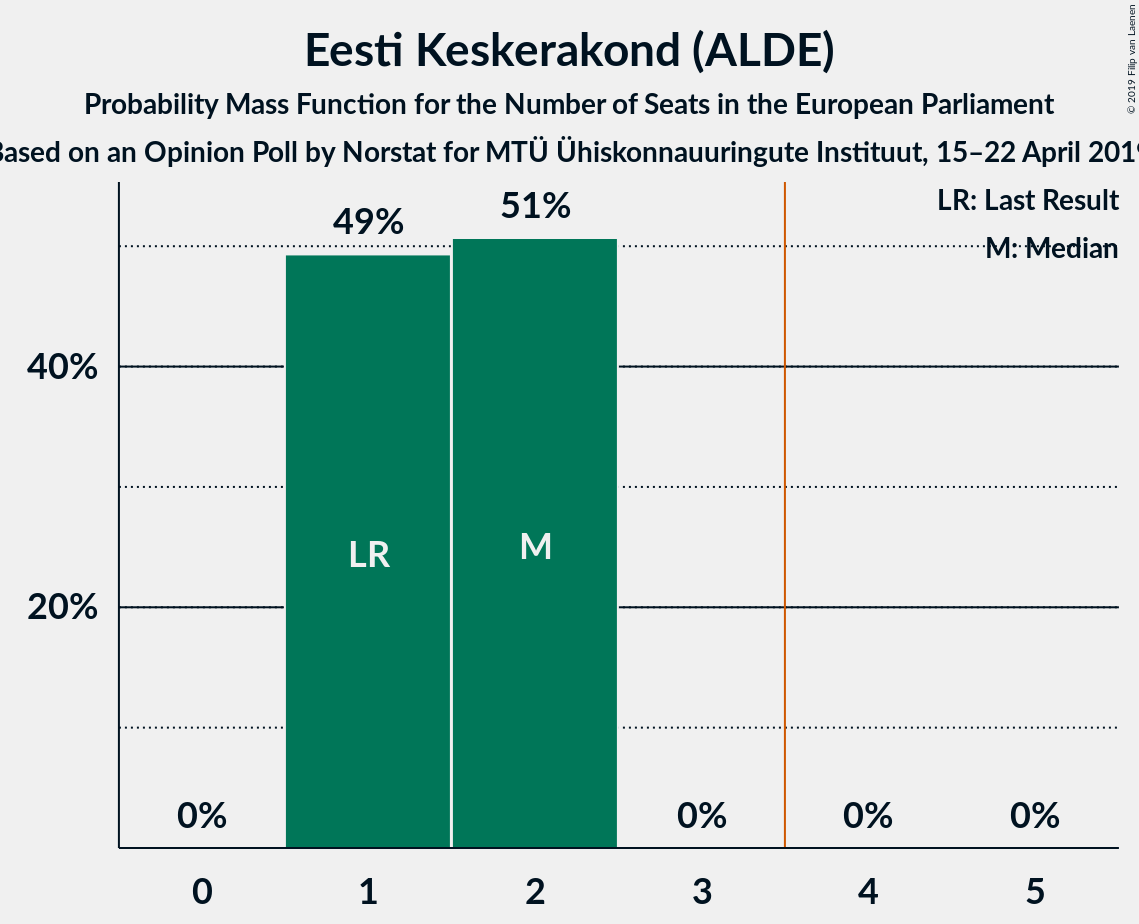 Eesti Keskerakond (ALDE)
Probability Mass Function for the Number of Seats in the European Parliament
Based on an Opinion Poll by Norstat for MTÜ Ühiskonnauuringute Instituut, 15–22 April 2019
© 2019 Filip van Laenen
LR: Last Result
M: Median
49%
51%
40%
20%
LR
M
0%
0%
0%
0%
0
1
2
3
4
5